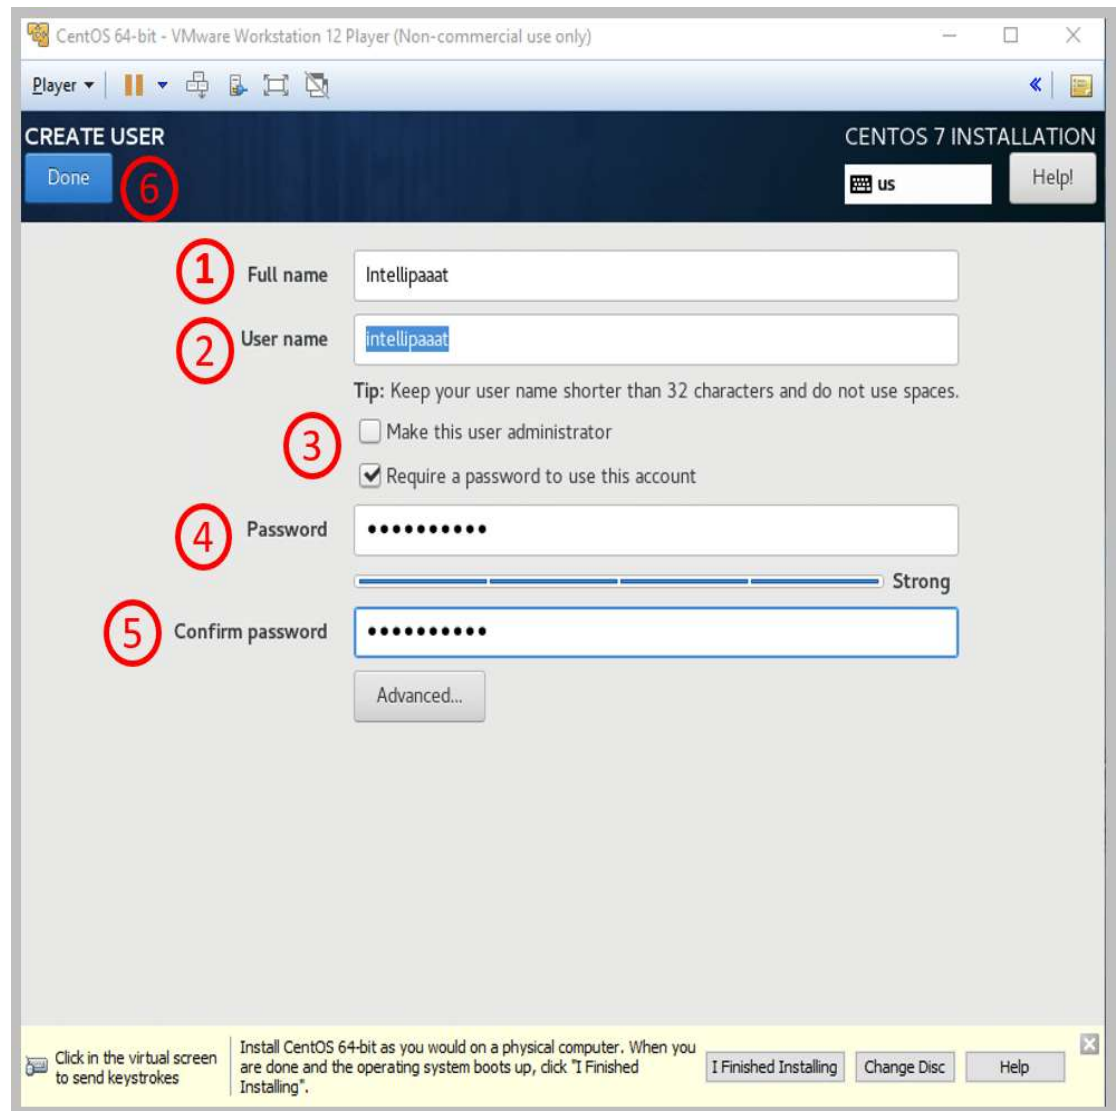 CentOS 64-bit - VMware Workstation 12 Player (Non-commercial use only)
Player
CREATE USER
CENTOS 7 INSTALLATION
Done
6
us
Help!
1
Full name
Intellipaaat
2
User name
intellipaaat
Tip: Keep your user name shorter than 32 characters and do not use spaces.
3
Make this user administrator
Require a password to use this account
4
Password
••••••••••
Strong
5
Confirm password
••••••••••
Advanced...
Click in the virtual screen
to send keystrokes
Install CentOS 64-bit as you would on a physical computer. When you
are done and the operating system boots up, click "I Finished
Installing".
I Finished Installing
Change Disc
Help